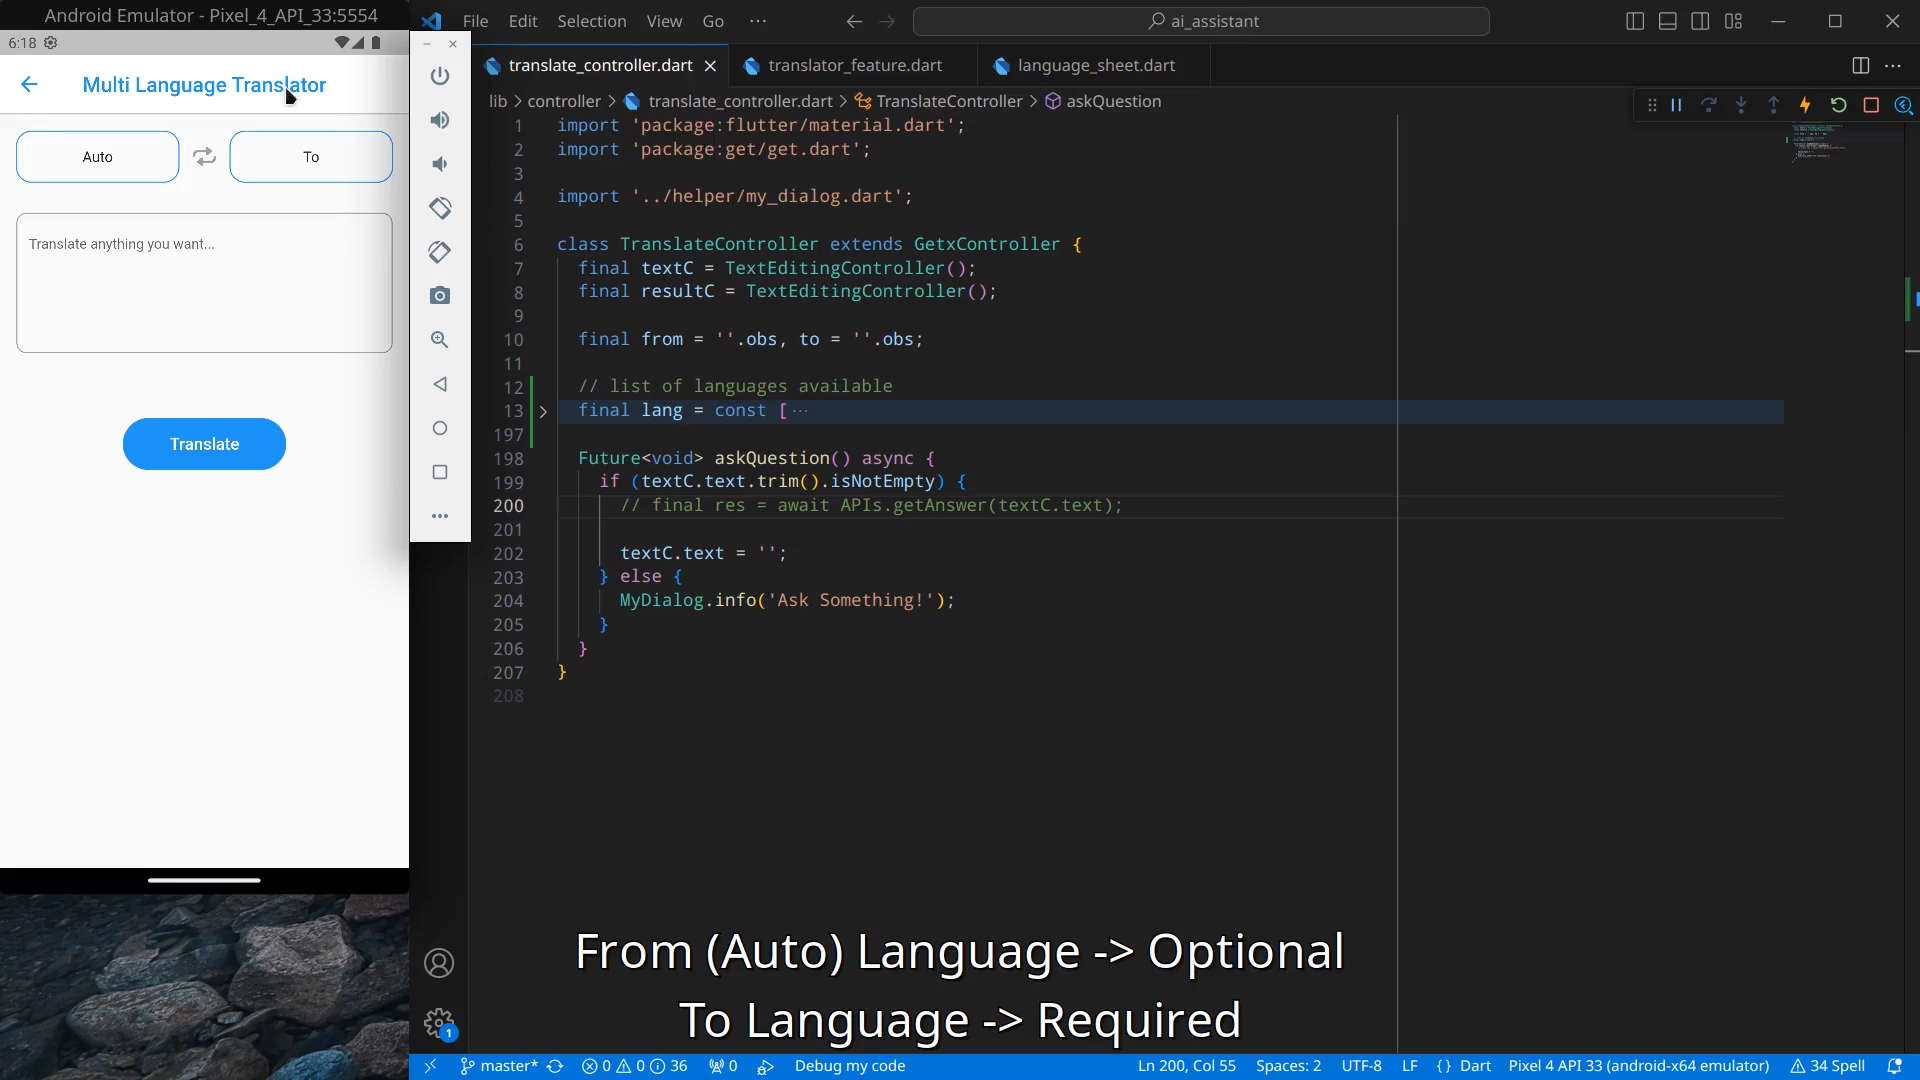 Android Emulator - Pixel_4_API_33:5554
6:18
Multi Language Translator
Auto
To
Translate anything you want...
Translate
File Edit Selection View Go ···
ai_assistant
translate_controller.dart
translator_feature.dart
language_sheet.dart
lib > controller > translate_controller.dart > TranslateController > askQuestion
1 import 'package:flutter/material.dart';
2 import 'package:get/get.dart';
3
4 import '../helper/my_dialog.dart';
5
6 class TranslateController extends GetxController {
7 final textC = TextEditingController();
8 final resultC = TextEditingController();
9
10 final from = ''.obs, to = ''.obs;
11
12 // list of languages available
13 final lang = const [···
197
198 Future<void> askQuestion() async {
199 if (textC.text.trim().isNotEmpty) {
200 // final res = await APIs.getAnswer(textC.text);
201
202 textC.text = '';
203 } else {
204 MyDialog.info('Ask Something!');
205 }
206 }
207 }
208
From (Auto) Language -> Optional
To Language -> Required
1
master* 0 0 36 0 Debug my code Ln 200, Col 55 Spaces: 2 UTF-8 LF {} Dart Pixel 4 API 33 (android-x64 emulator) 34 Spell